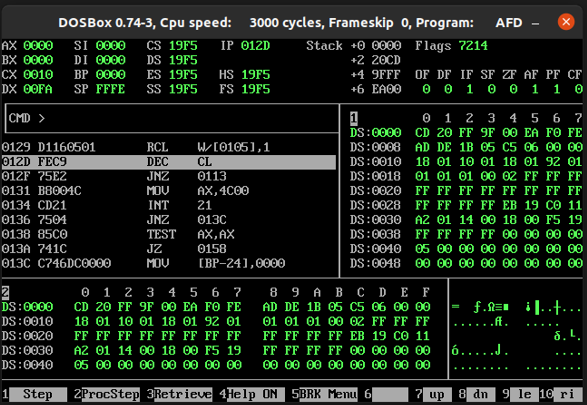 DOSBox 0.74-3, Cpu speed: 3000 cycles, Frameskip 0, Program: AFD
AX 0000 SI 0000 CS 19F5 IP 012D Stack +0 0000 Flags 7214
BX 0000 DI 0000 DS 19F5 +2 20CD
CX 0010 BP 0000 ES 19F5 HS 19F5 +4 9FFF OF DF IF SF ZF AF PF CF
DX 00FA SP FFFE SS 19F5 FS 19F5 +6 EA00 0 0 1 0 0 1 1 0
CMD > 1 0 1 2 3 4 5 6 7
DS:0000 CD 20 FF 9F 00 EA F0 FE
0129 D1160501 RCL W/[0105],1 DS:0008 AD DE 1B 05 C5 06 00 00
012D FEC9 DEC CL DS:0010 18 01 10 01 18 01 92 01
012F 75E2 JNZ 0113 DS:0018 01 01 01 00 02 FF FF FF
0131 B8004C MOV AX,4C00 DS:0020 FF FF FF FF FF FF FF FF
0134 CD21 INT 21 DS:0028 FF FF FF FF EB 19 C0 11
0136 7504 JNZ 013C DS:0030 A2 01 14 00 18 00 F5 19
0138 85C0 TEST AX,AX DS:0038 FF FF FF FF 00 00 00 00
013A 741C JZ 0158 DS:0040 05 00 00 00 00 00 00 00
013C C746DC0000 MOV [BP-24],0000 DS:0048 00 00 00 00 00 00 00 00
2 0 1 2 3 4 5 6 7 8 9 A B C D E F
DS:0000 CD 20 FF 9F 00 EA F0 FE AD DE 1B 05 C5 06 00 00
DS:0010 18 01 10 01 18 01 92 01 01 01 01 00 02 FF FF FF
DS:0020 FF FF FF FF FF FF FF FF FF FF FF FF EB 19 C0 11
DS:0030 A2 01 14 00 18 00 F5 19 FF FF FF FF 00 00 00 00
DS:0040 05 00 00 00 00 00 00 00 00 00 00 00 00 00 00 00
1 Step 2 ProcStep 3 Retrieve 4 Help ON 5 BRK Menu 6 7 up 8 dn 9 le 10 ri